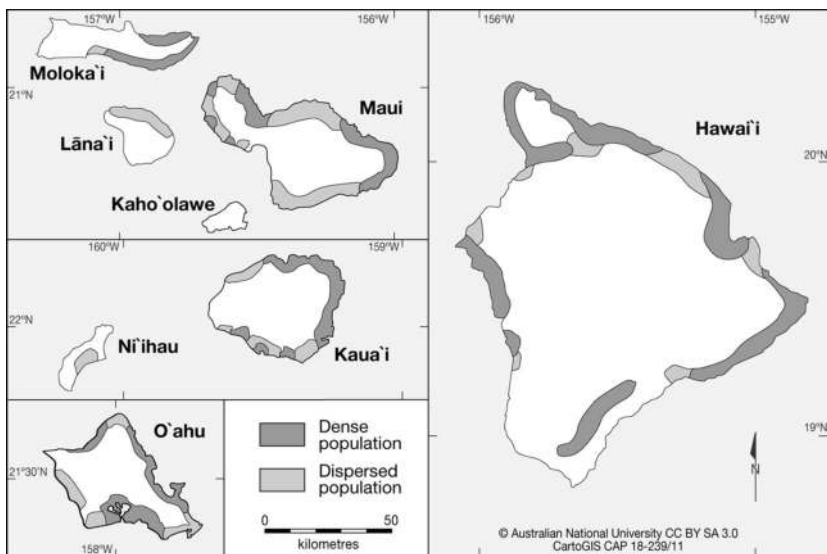 157°W
156°W
Moloka`i
21°N
Maui
Lāna`i
Kaho`olawe
160°W
159°W
22°N
Ni`ihau
Kaua`i
O`ahu
21°30'N
158°W
Dense
population
Dispersed
population
0
50
kilometres
156°W
155°W
Hawai`i
20°N
19°N
N
© Australian National University CC BY SA 3.0
CartoGIS CAP 18-239/11